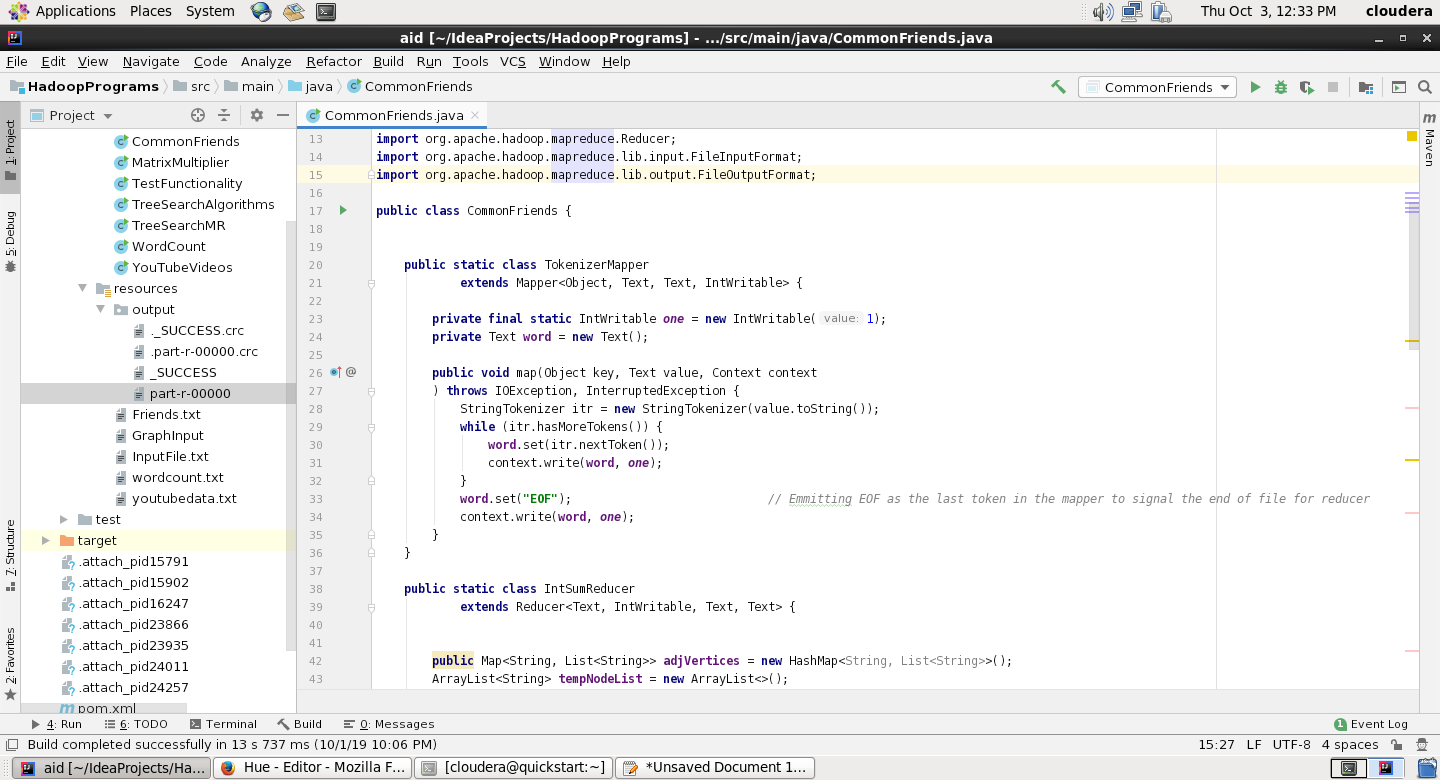 Applications Places System Thu Oct 3, 12:33 PM cloudera
aid [~/IdeaProjects/HadoopPrograms] - .../src/main/java/CommonFriends.java
File Edit View Navigate Code Analyze Refactor Build Run Tools VCS Window Help
HadoopPrograms src main java CommonFriends CommonFriends
1: Project
5: Debug
7: Structure
2: Favorites
Project
CommonFriends
MatrixMultiplier
TestFunctionality
TreeSearchAlgorithms
TreeSearchMR
WordCount
YouTubeVideos
resources
output
._SUCCESS.crc
.part-r-00000.crc
_SUCCESS
part-r-00000
Friends.txt
GraphInput
InputFile.txt
wordcount.txt
youtubedata.txt
test
target
.attach_pid15791
.attach_pid15902
.attach_pid16247
.attach_pid23866
.attach_pid23935
.attach_pid24011
.attach_pid24257
pom.xml
CommonFriends.java
13 import org.apache.hadoop.mapreduce.Reducer;
14 import org.apache.hadoop.mapreduce.lib.input.FileInputFormat;
15 import org.apache.hadoop.mapreduce.lib.output.FileOutputFormat;
16
17 public class CommonFriends {
18
19
20 public static class TokenizerMapper
21 extends Mapper<Object, Text, Text, IntWritable> {
22
23 private final static IntWritable one = new IntWritable( value: 1);
24 private Text word = new Text();
25
26 @ public void map(Object key, Text value, Context context
27 ) throws IOException, InterruptedException {
28 StringTokenizer itr = new StringTokenizer(value.toString());
29 while (itr.hasMoreTokens()) {
30 word.set(itr.nextToken());
31 context.write(word, one);
32 }
33 word.set("EOF"); // Emmitting EOF as the last token in the mapper to signal the end of file for reducer
34 context.write(word, one);
35 }
36 }
37
38 public static class IntSumReducer
39 extends Reducer<Text, IntWritable, Text, Text> {
40
41
42 public Map<String, List<String>> adjVertices = new HashMap<String, List<String>>();
43 ArrayList<String> tempNodeList = new ArrayList<>();
m Maven
4: Run 6: TODO Terminal Build 0: Messages 1 Event Log
Build completed successfully in 13 s 737 ms (10/1/19 10:06 PM) 15:27 LF UTF-8 4 spaces
aid [~/IdeaProjects/Ha... Hue - Editor - Mozilla F... [cloudera@quickstart:~] *Unsaved Document 1...